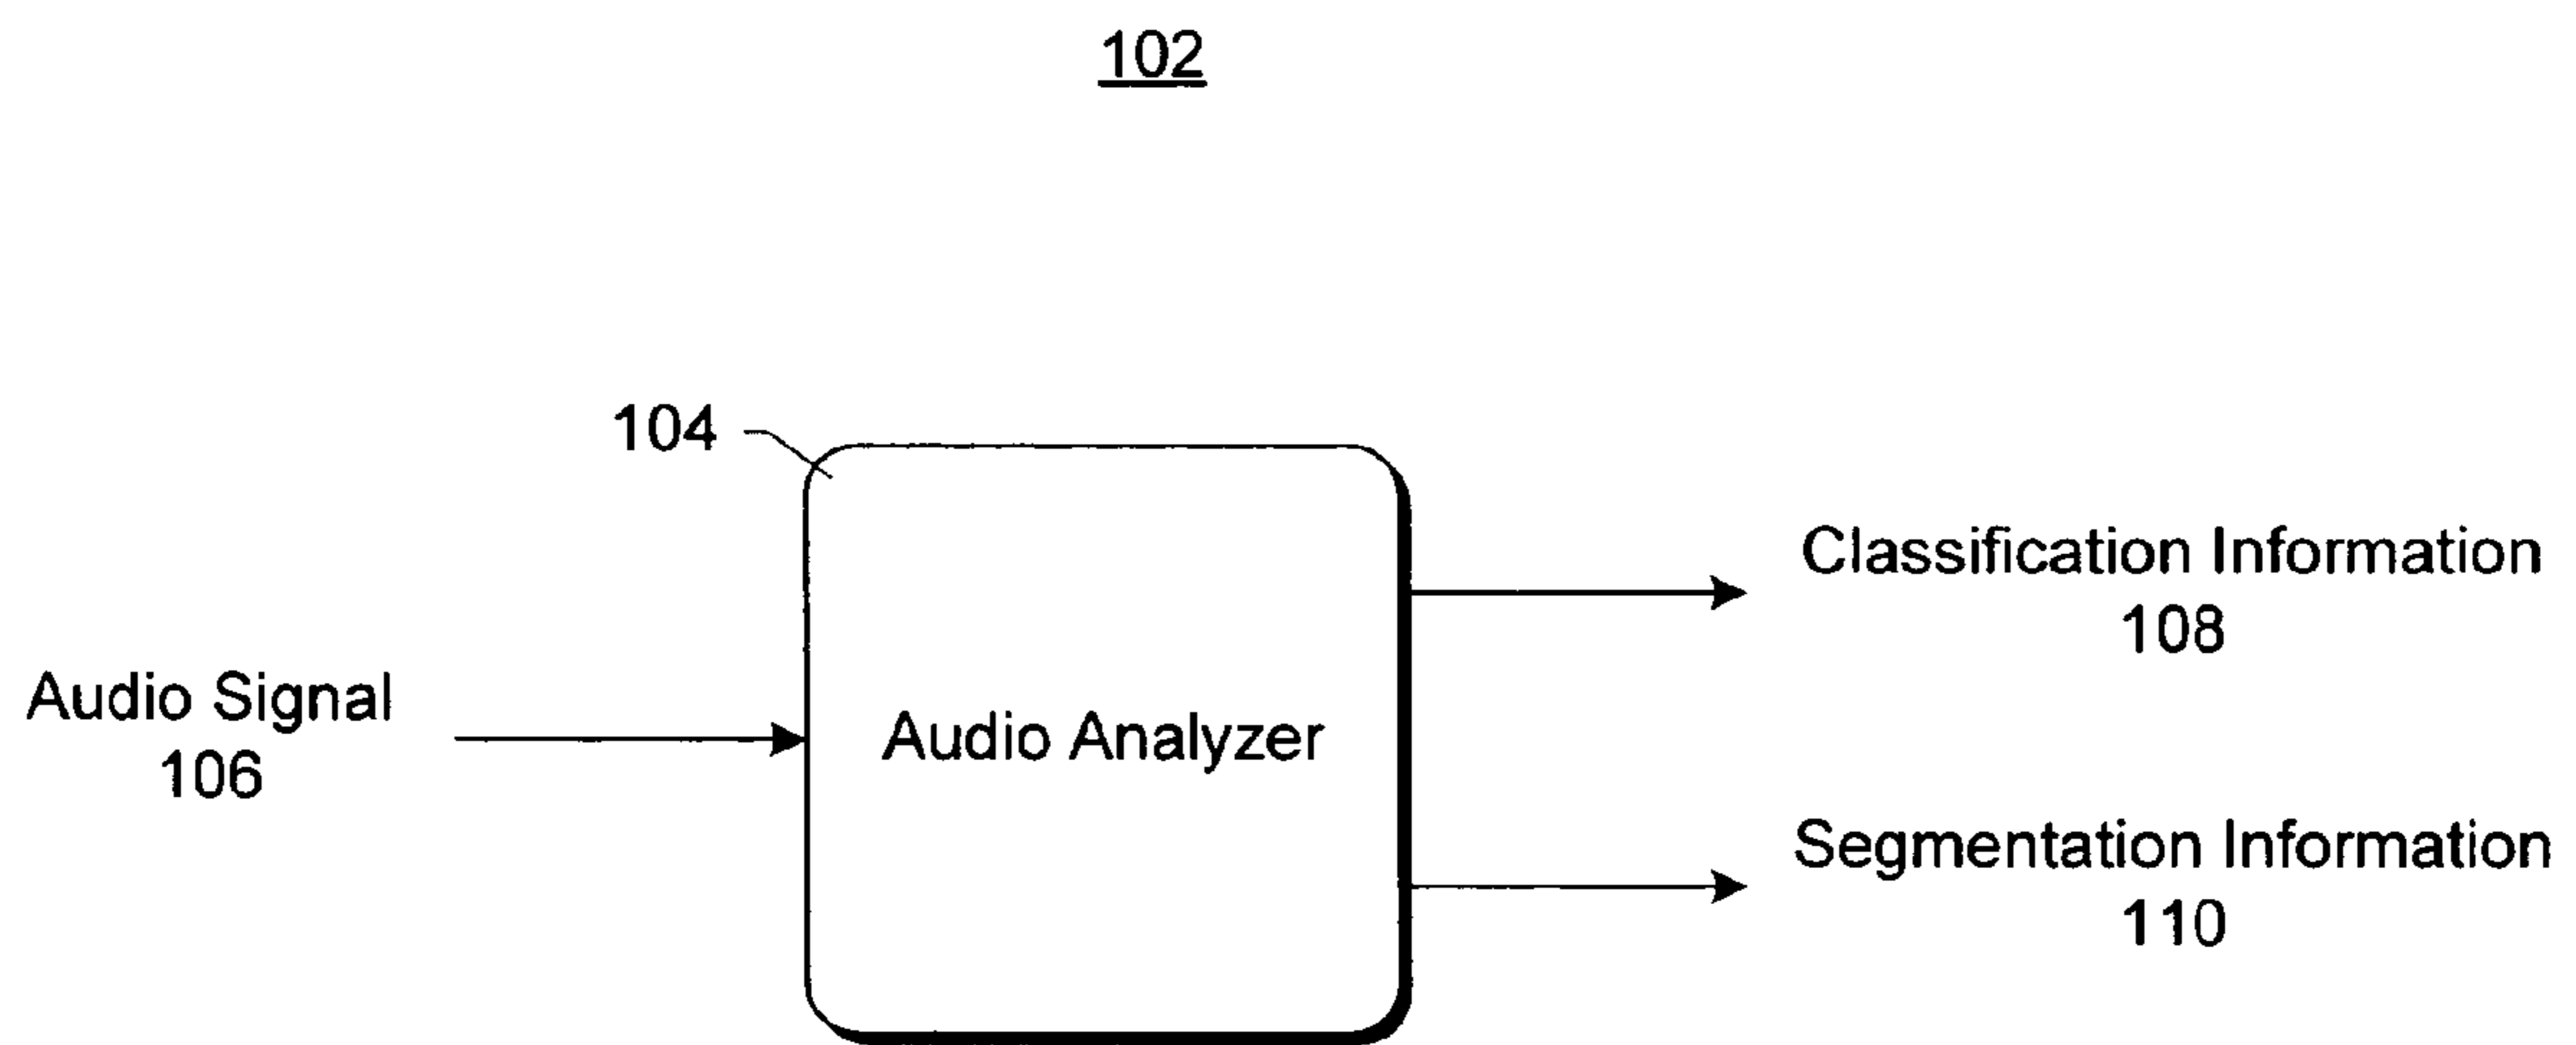 102
104
Audio Signal
106
Audio Analyzer
Classification Information
108
Segmentation Information
110